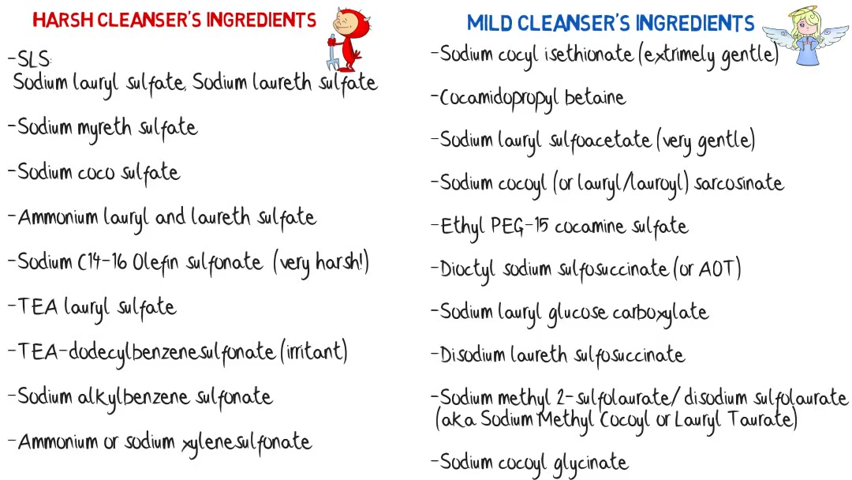 HARSH CLEANSER'S INGREDIENTS
-SLS:
Sodium lauryl sulfate, Sodium laureth sulfate
-Sodium myreth sulfate
-Sodium coco sulfate
-Ammonium lauryl and laureth sulfate
-Sodium C14-16 Olefin sulfonate (very harsh!)
-TEA lauryl sulfate
-TEA-dodecylbenzenesulfonate (irritant)
-Sodium alkylbenzene sulfonate
-Ammonium or sodium xylenesulfonate
MILD CLEANSER'S INGREDIENTS
-Sodium cocyl isethionate (extrimely gentle)
-Cocamidopropyl betaine
-Sodium lauryl sulfoacetate (very gentle)
-Sodium cocoyl (or lauryl/lauroyl) sarcosinate
-Ethyl PEG-15 cocamine sulfate
-Dioctyl sodium sulfosuccinate (or AOT)
-Sodium lauryl glucose carboxylate
-Disodium laureth sulfosuccinate
-Sodium methyl 2-sulfolaurate/ disodium sulfolaurate
(aka Sodium Methyl Cocoyl or Lauryl Taurate)
-Sodium cocoyl glycinate